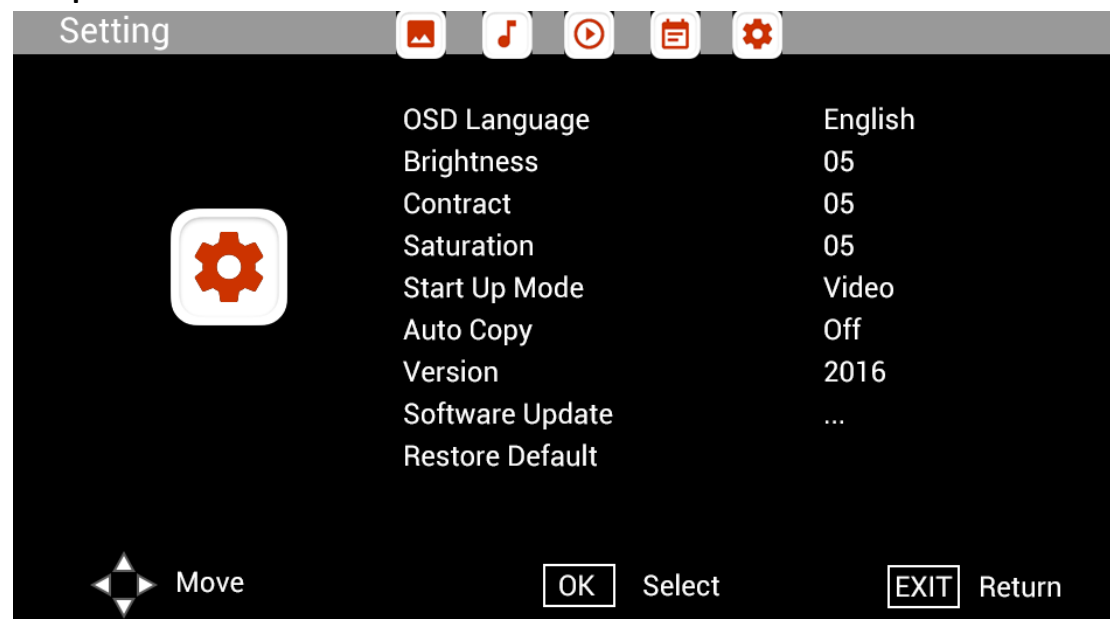 Setting
OSD Language English
Brightness 05
Contract 05
Saturation 05
Start Up Mode Video
Auto Copy Off
Version 2016
Software Update ...
Restore Default
Move OK Select EXIT Return